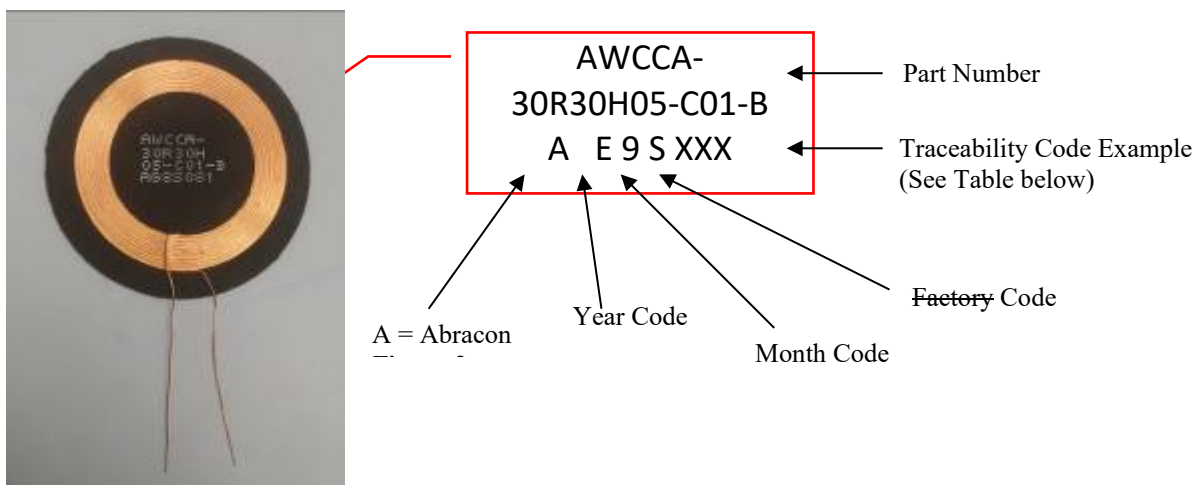 AWCCA-
30R30H
05-C01-B
AWCCA-
30R30H05-C01-B
A E 9 S XXX
Part Number
Traceability Code Example
(See Table below)
Factory Code
Year Code
A = Abracon
Month Code